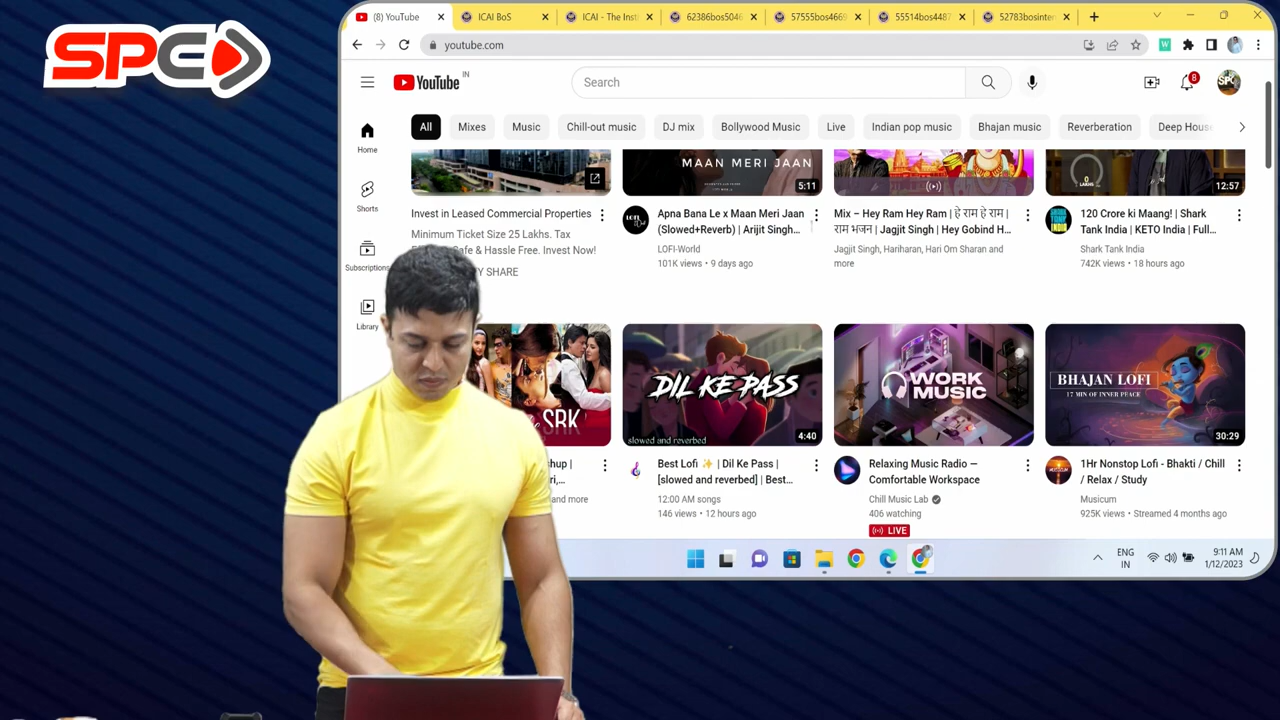 SPC
(8) YouTube
ICAI BoS
ICAI - The Inst
62386bos5046
57555bos4669
55514bos4487
52783bosinter
youtube.com
YouTube IN
Search
8
SPC
All
Mixes
Music
Chill-out music
DJ mix
Bollywood Music
Live
Indian pop music
Bhajan music
Reverberation
Deep House
Home
Shorts
Subscriptions
Library
MAAN MERI JAAN
5:11
12:57
Invest in Leased Commercial Properties
Minimum Ticket Size 25 Lakhs. Tax
Safe & Hassle Free. Invest Now!
SHARE
Apna Bana Le x Maan Meri Jaan
(Slowed+Reverb) | Arijit Singh...
LOFI-World
101K views • 9 days ago
Mix – Hey Ram Hey Ram | हे राम हे राम |
राम भजन | Jagjit Singh | Hey Gobind H...
Jagjit Singh, Hariharan, Hari Om Sharan and
more
SHARK TANK INDIA
120 Crore ki Maang! | Shark
Tank India | KETO India | Full...
Shark Tank India
742K views • 18 hours ago
SRK
DIL KE PASS
slowed and reverbed
4:40
WORK
MUSIC
BHAJAN LOFI
17 MIN OF INNER PEACE
30:29
and more
Best Lofi ✨ | Dil Ke Pass |
[slowed and reverbed] | Best...
12:00 AM songs
146 views • 12 hours ago
Relaxing Music Radio —
Comfortable Workspace
Chill Music Lab
406 watching
LIVE
1Hr Nonstop Lofi - Bhakti / Chill
/ Relax / Study
Musicum
925K views • Streamed 4 months ago
ENG
IN
9:11 AM
1/12/2023